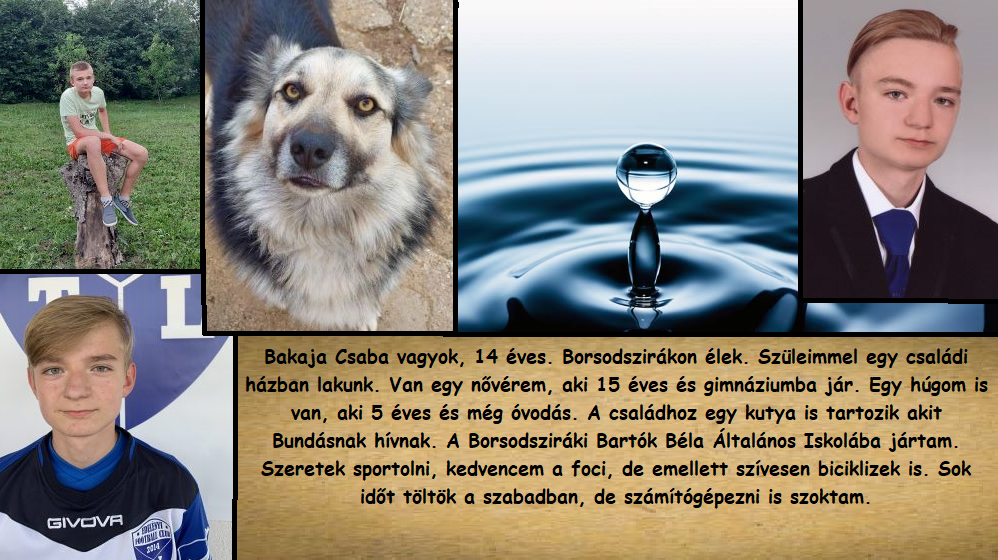 T L
GIVOVA
FOOTBALL CLUB
2014
Bakaja Csaba vagyok, 14 éves. Borsodszirákon élek. Szüleimmel egy családi
házban lakunk. Van egy nővérem, aki 15 éves és gimnáziumba jár. Egy húgom is
van, aki 5 éves és még óvodás. A családhoz egy kutya is tartozik akit
Bundásnak hívnak. A Borsodsziráki Bartók Béla Általános Iskolába jártam.
Szeretek sportolni, kedvencem a foci, de emellett szívesen biciklizek is. Sok
időt töltök a szabadban, de számítógépezni is szoktam.